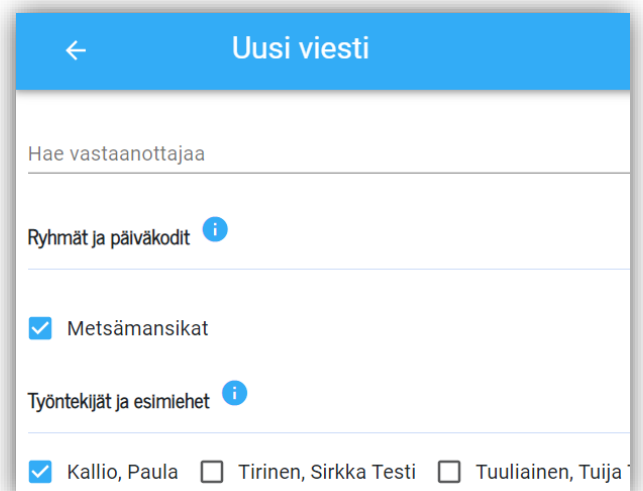 Uusi viesti
Hae vastaanottajaa
Ryhmät ja päiväkodit
Metsämansikat
Työntekijät ja esimiehet
Kallio, Paula Tirinen, Sirkka Testi Tuuliainen, Tuija